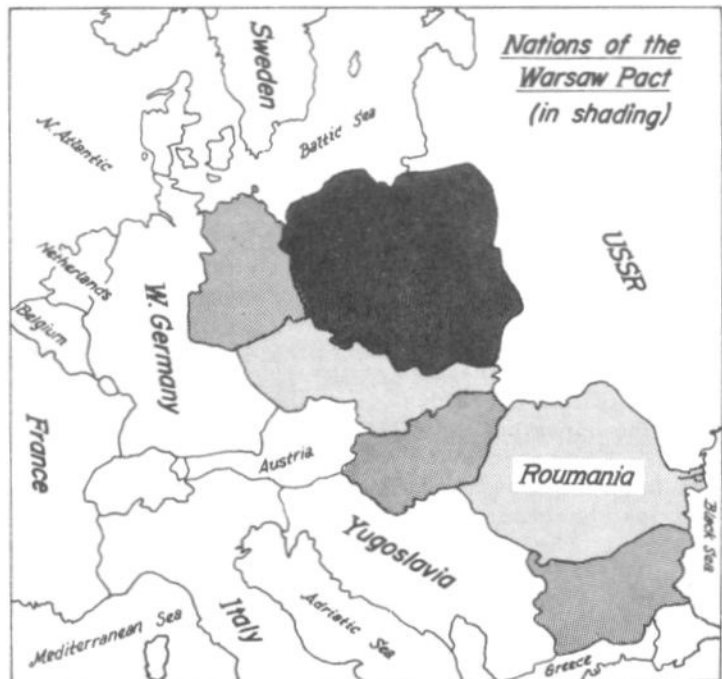 Nations of the
Warsaw Pact
(in shading)
Sweden
N. Atlantic
Baltic Sea
USSR
Netherlands
Belgium
W. Germany
France
Austria
Roumania
Black Sea
Yugoslavia
Italy
Adriatic Sea
Mediterranean Sea
Greece